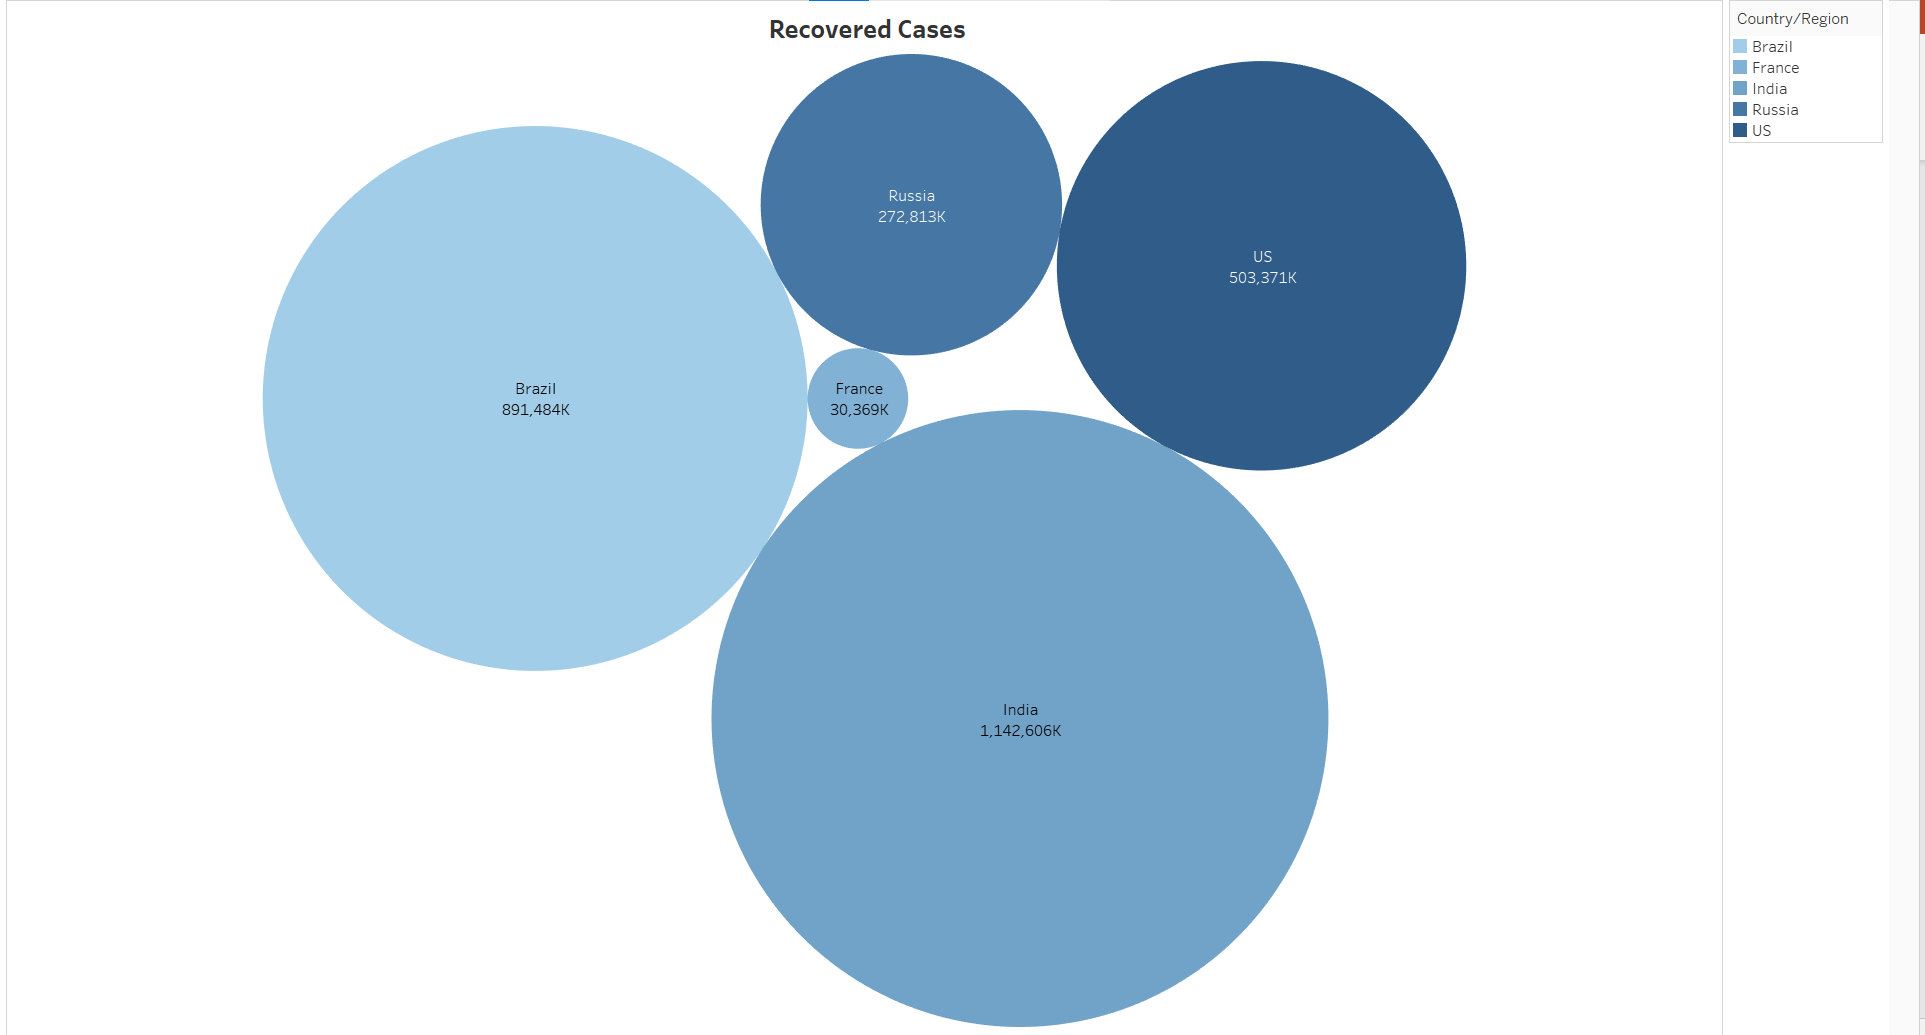 Recovered Cases
Country/Region
Brazil
France
India
Russia
US
Russia
272,813K
US
503,371K
Brazil
891,484K
France
30,369K
India
1,142,606K